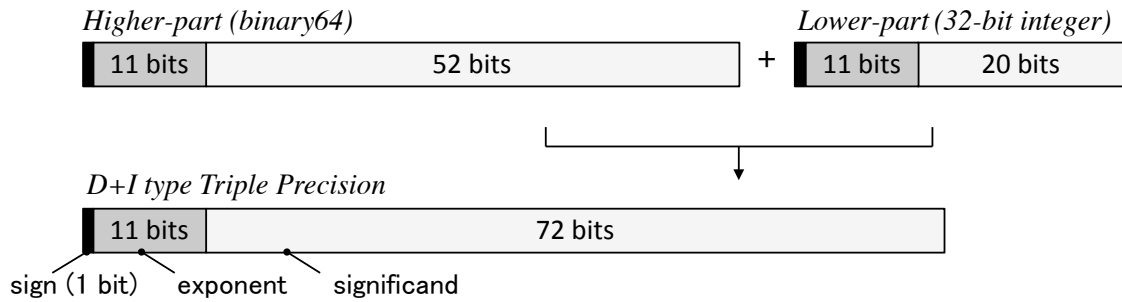 Higher-part (binary64) Lower-part (32-bit integer)
11 bits 52 bits + 11 bits 20 bits
D+I type Triple Precision
11 bits 72 bits
sign (1 bit) exponent significand